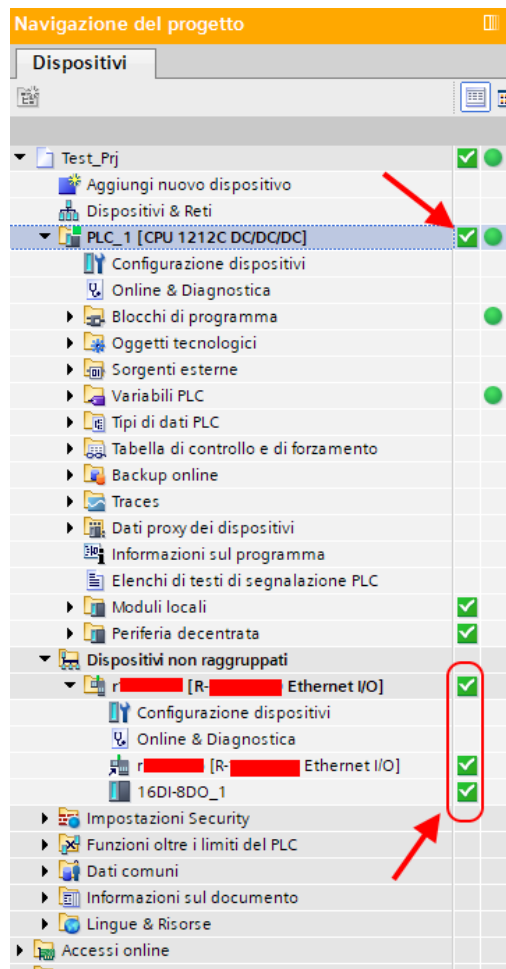 Navigazione del progetto
Dispositivi
Test_Prj
Aggiungi nuovo dispositivo
Dispositivi & Reti
PLC_1 [CPU 1212C DC/DC/DC]
Configurazione dispositivi
Online & Diagnostica
Blocchi di programma
Oggetti tecnologici
Sorgenti esterne
Variabili PLC
Tipi di dati PLC
Tabella di controllo e di forzamento
Backup online
Traces
Dati proxy dei dispositivi
Informazioni sul programma
Elenchi di testi di segnalazione PLC
Moduli locali
Periferia decentrata
Dispositivi non raggruppati
r [R- Ethernet I/O]
Configurazione dispositivi
Online & Diagnostica
r [R- Ethernet I/O]
16DI-8DO_1
Impostazioni Security
Funzioni oltre i limiti del PLC
Dati comuni
Informazioni sul documento
Lingue & Risorse
Accessi online